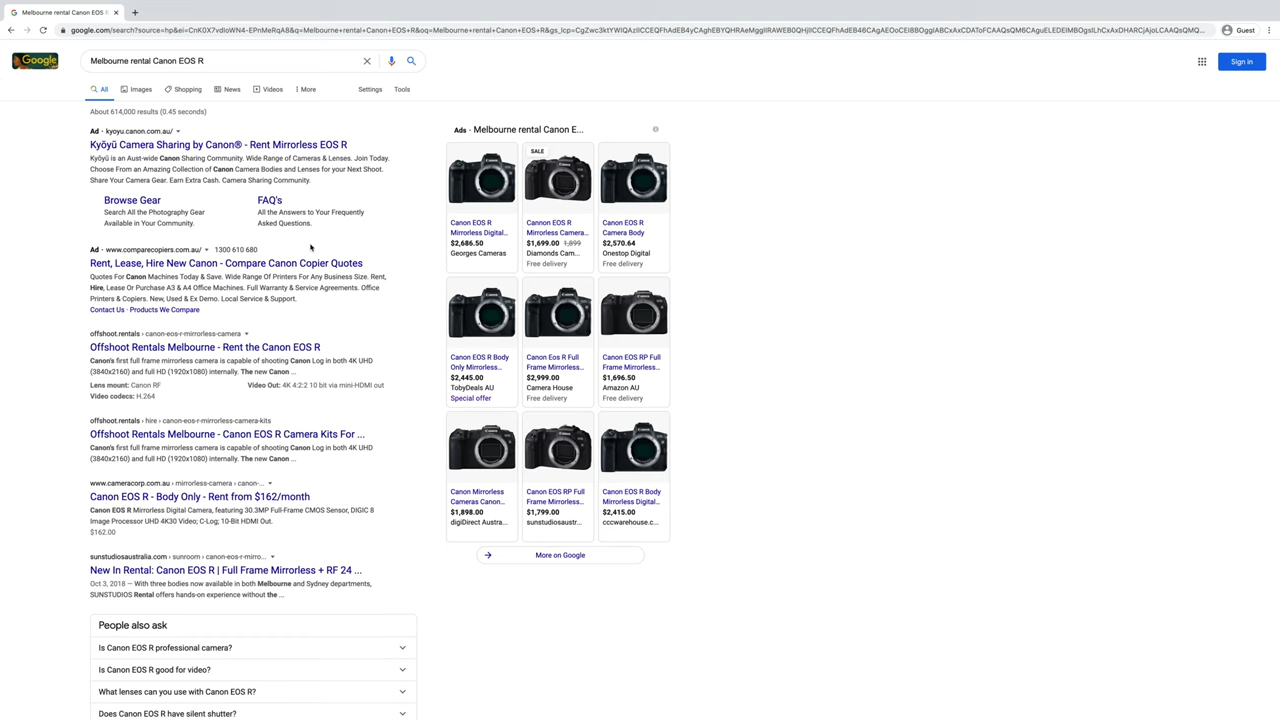 Melbourne rental Canon EOS R
google.com/search?source=hp&ei=CnK0X7vdIoWN4-EPnMeRqA8&q=Melbourne+rental+Canon+EOS+R&oq=Melbourne+rental+Canon+EOS+R
Guest
Google
Melbourne rental Canon EOS R
Sign in
All Images Shopping News Videos More Settings Tools
About 614,000 results (0.45 seconds)
Ad · kyoyu.canon.com.au/
Kyōyū Camera Sharing by Canon® - Rent Mirrorless EOS R
Kyōyū is an Aust-wide Canon Sharing Community. Wide Range of Cameras & Lenses. Join Today.
Choose From an Amazing Collection of Canon Camera Bodies and Lenses for your Next Shoot.
Share Your Camera Gear. Earn Extra Cash. Camera Sharing Community.
Browse Gear
Search All the Photography Gear
Available in Your Community.
FAQ's
All the Answers to Your Frequently
Asked Questions.
Ad · www.comparecopiers.com.au/ 1300 610 680
Rent, Lease, Hire New Canon - Compare Canon Copier Quotes
Quotes For Canon Machines Today & Save. Wide Range Of Printers For Any Business Size. Rent,
Hire, Lease Or Purchase A3 & A4 Office Machines. Full Warranty & Service Agreements. Office
Printers & Copiers. New, Used & Ex Demo. Local Service & Support.
Contact Us · Products We Compare
offshoot.rentals › canon-eos-r-mirrorless-camera
Offshoot Rentals Melbourne - Rent the Canon EOS R
Canon's first full frame mirrorless camera is capable of shooting Canon Log in both 4K UHD
(3840x2160) and full HD (1920x1080) internally. The new Canon ...
Lens mount: Canon RF Video Out: 4K 4:2:2 10 bit via mini-HDMI out
Video codecs: H.264
offshoot.rentals › hire › canon-eos-r-mirrorless-camera-kits
Offshoot Rentals Melbourne - Canon EOS R Camera Kits For ...
Canon's first full frame mirrorless camera is capable of shooting Canon Log in both 4K UHD
(3840x2160) and full HD (1920x1080) internally. The new Canon ...
www.cameracorp.com.au › mirrorless-camera › canon-...
Canon EOS R - Body Only - Rent from $162/month
Canon EOS R Mirrorless Digital Camera, featuring 30.3MP Full-Frame CMOS Sensor, DIGIC 8
Image Processor UHD 4K30 Video; C-Log; 10-Bit HDMI Out.
$162.00
sunstudiosaustralia.com › sunroom › canon-eos-r-mirro...
New In Rental: Canon EOS R | Full Frame Mirrorless + RF 24 ...
Oct 3, 2018 — With three bodies now available in both Melbourne and Sydney departments,
SUNSTUDIOS Rental offers hands-on experience without the ...
People also ask
Is Canon EOS R professional camera?
Is Canon EOS R good for video?
What lenses can you use with Canon EOS R?
Does Canon EOS R have silent shutter?
Ads · Melbourne rental Canon E...
Canon EOS R
Mirrorless Digital...
$2,686.50
Georges Cameras
SALE
Cannon EOS R
Mirrorless Camera...
$1,699.00 1,899
Diamonds Cam...
Free delivery
Canon EOS R
Camera Body
$2,570.64
Onestop Digital
Free delivery
Canon EOS R Body
Only Mirrorless...
$2,445.00
TobyDeals AU
Special offer
Canon Eos R Full
Frame Mirrorless...
$2,999.00
Camera House
Free delivery
Canon EOS RP Full
Frame Mirrorless...
$1,696.50
Amazon AU
Free delivery
Canon Mirrorless
Cameras Canon...
$1,898.00
digiDirect Austra...
Canon EOS RP Full
Frame Mirrorless...
$1,799.00
sunstudiosaustr...
Canon EOS R Body
Mirrorless Digital...
$2,415.00
cccwarehouse.c...
More on Google